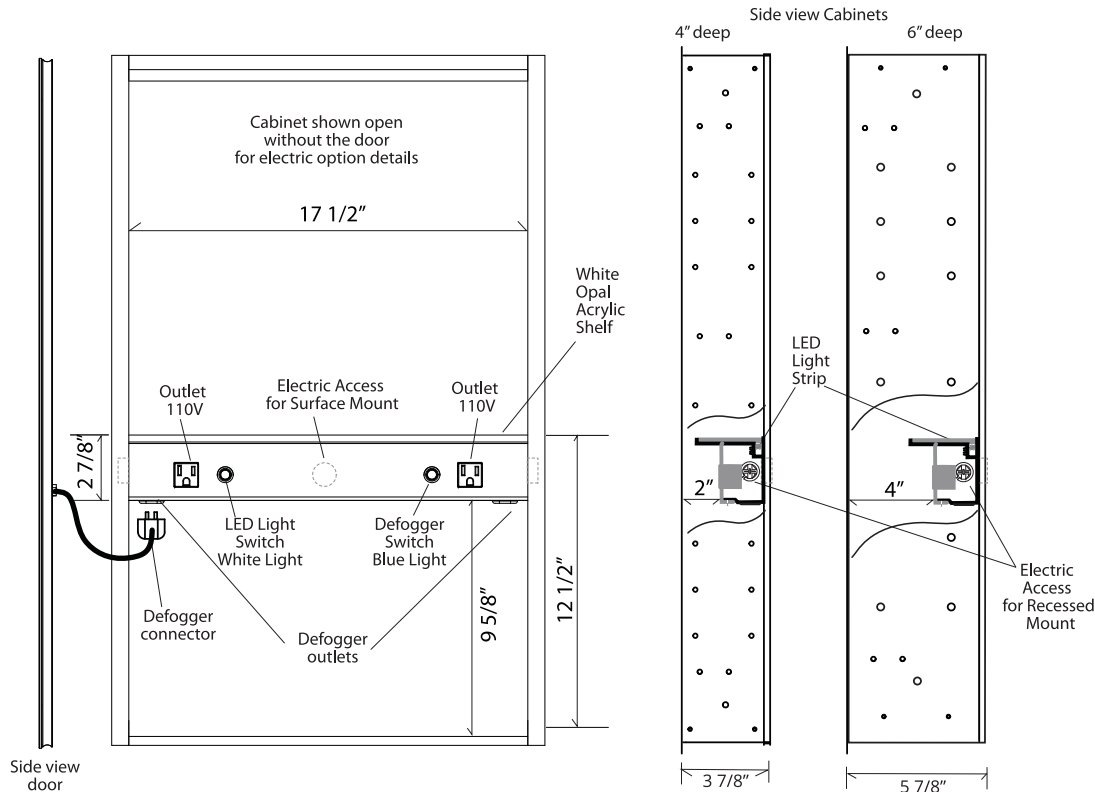 Side view Cabinets
4” deep
6” deep
Cabinet shown open
without the door
for electric option details
17 1/2”
White
Opal
Acrylic
Shelf
LED
Light
Strip
Outlet
110V
Electric Access
for Surface Mount
Outlet
110V
2 7/8”
2”
4”
LED Light
Switch
White Light
Defogger
Switch
Blue Light
Defogger
connector
Defogger
outlets
9 5/8”
12 1/2”
Electric
Access
for Recessed
Mount
Side view
door
3 7/8”
5 7/8”